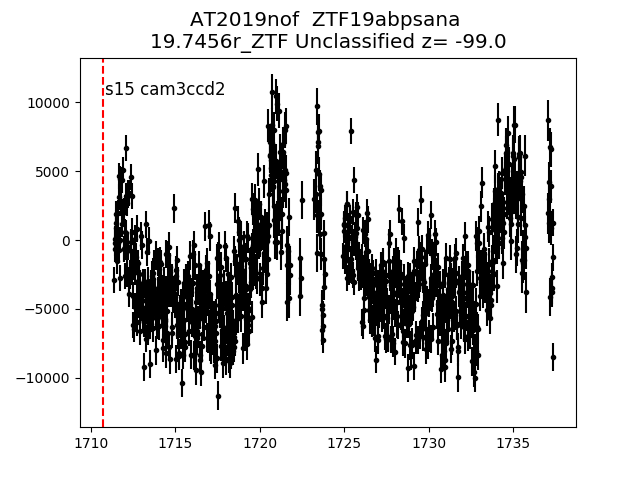 AT2019nof  ZTF19abpsana
19.7456r_ZTF Unclassified z= -99.0
s15 cam3ccd2
10000
5000
0
−5000
−10000
1710 1715 1720 1725 1730 1735